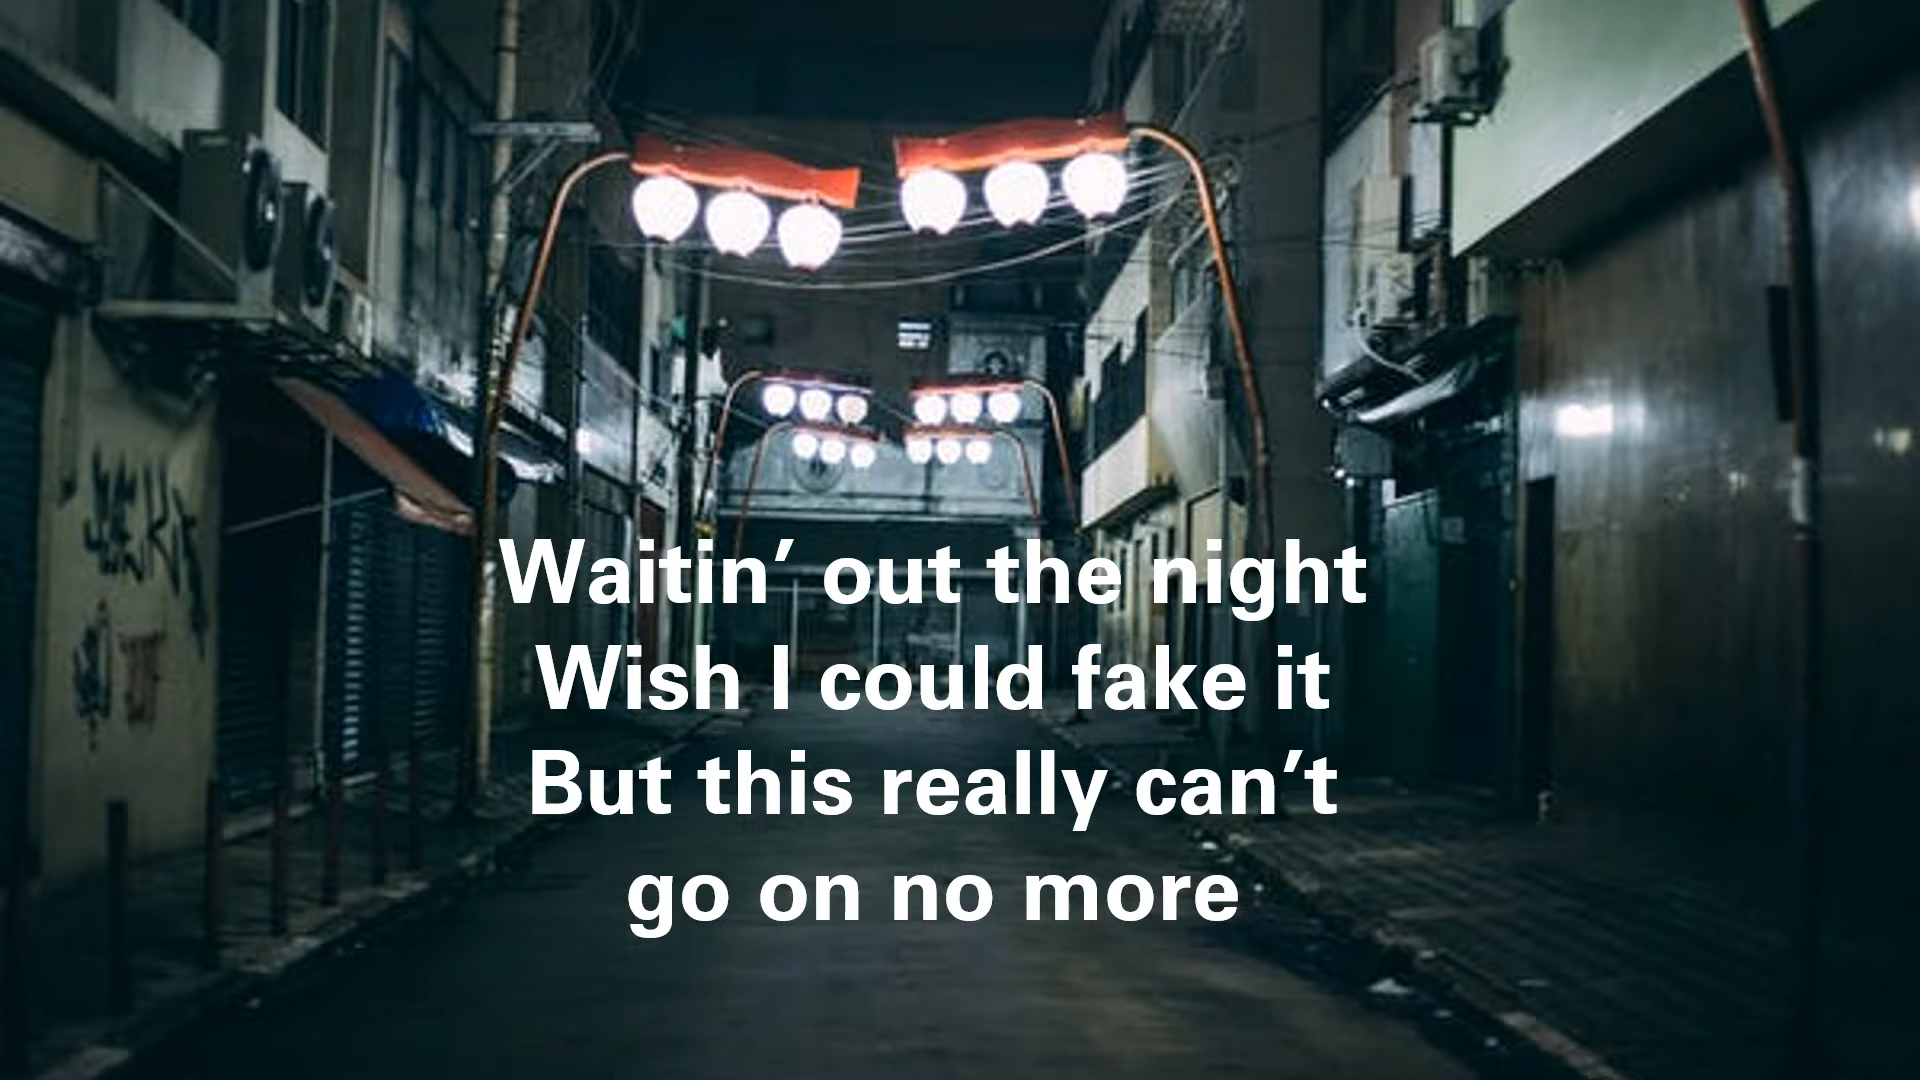 Waitin’ out the night
Wish I could fake it
But this really can’t
go on no more